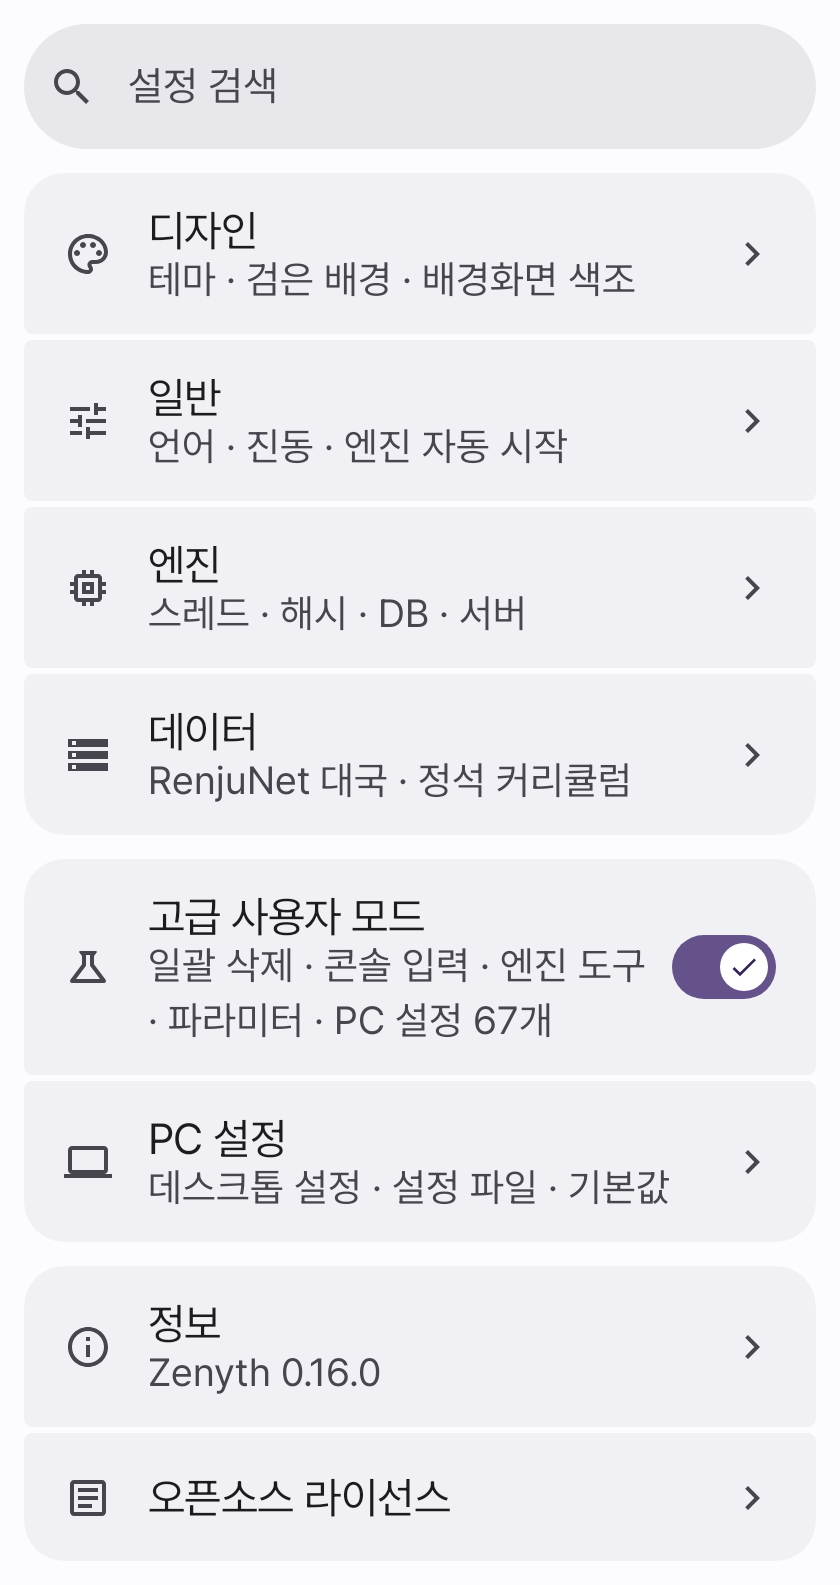 설정 검색
디자인
테마 · 검은 배경 · 배경화면 색조
일반
언어 · 진동 · 엔진 자동 시작
엔진
스레드 · 해시 · DB · 서버
데이터
RenjuNet 대국 · 정석 커리큘럼
고급 사용자 모드
일괄 삭제 · 콘솔 입력 · 엔진 도구
· 파라미터 · PC 설정 67개
PC 설정
데스크톱 설정 · 설정 파일 · 기본값
정보
Zenyth 0.16.0
오픈소스 라이선스